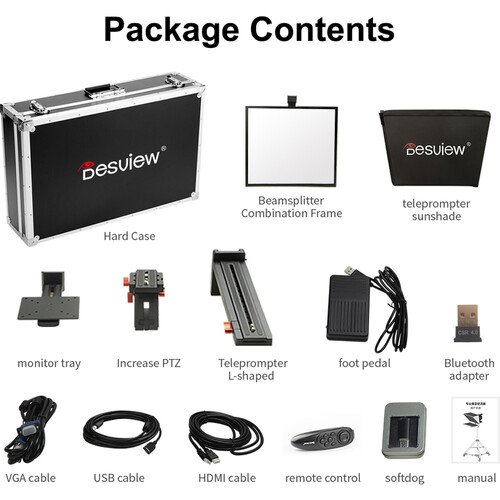 Package Contents
Desview
Desview
Hard Case
Beamsplitter
Combination Frame
teleprompter
sunshade
CSR 4.0
monitor tray
Increase PTZ
Teleprompter
L-shaped
foot pedal
Bluetooth
adapter
VGA cable
USB cable
HDMI cable
remote control
softdog
manual